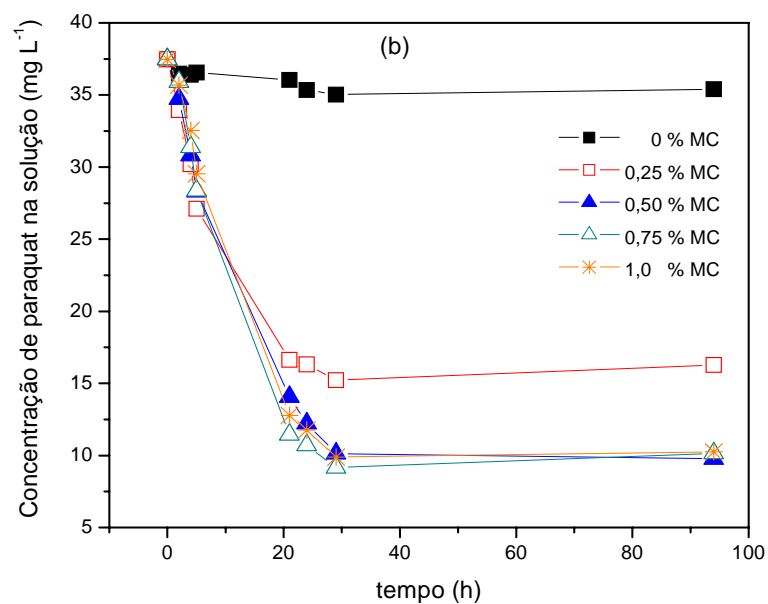 40
35
30
25
20
15
10
5
0
20
40
60
80
100
Concentração de paraquat na solução (mg L-1)
tempo (h)
(b)
0 % MC
0,25 % MC
0,50 % MC
0,75 % MC
1,0 % MC